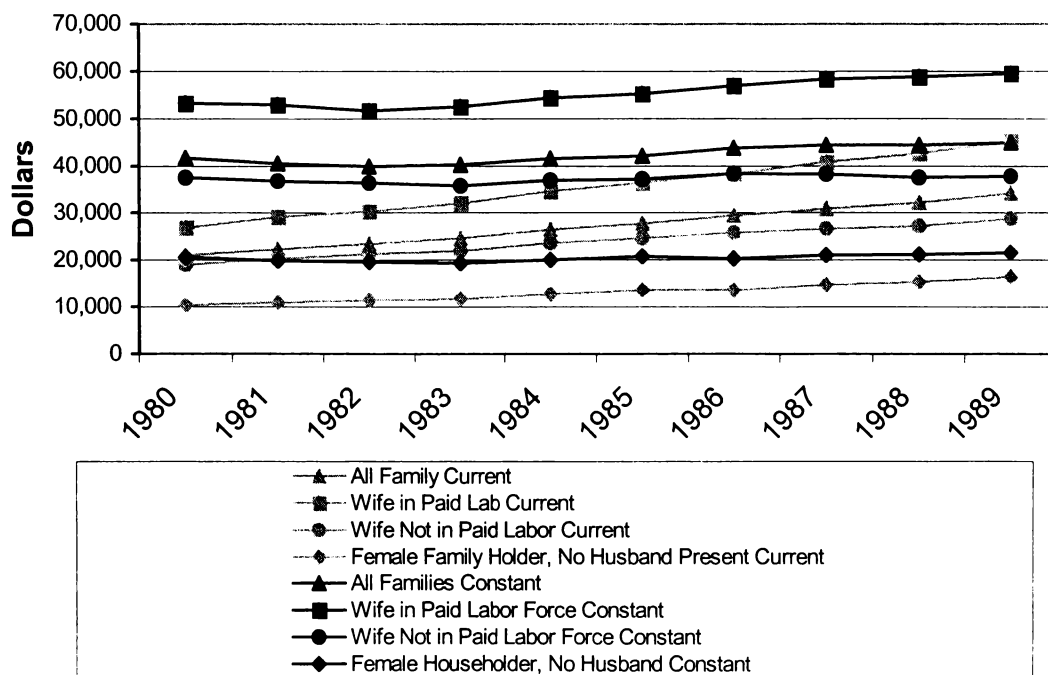 70,000
60,000
50,000
40,000
30,000
20,000
10,000
0
Dollars
1980
1981
1982
1983
1984
1985
1986
1987
1988
1989
All Family Current
Wife in Paid Lab Current
Wife Not in Paid Labor Current
Female Family Holder, No Husband Present Current
All Families Constant
Wife in Paid Labor Force Constant
Wife Not in Paid Labor Force Constant
Female Householder, No Husband Constant